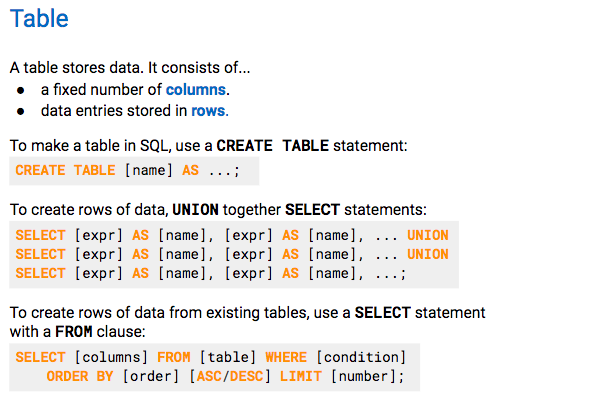 Table
A table stores data. It consists of...
● a fixed number of columns.
● data entries stored in rows.
To make a table in SQL, use a CREATE TABLE statement:
CREATE TABLE [name] AS ...;
To create rows of data, UNION together SELECT statements:
SELECT [expr] AS [name], [expr] AS [name], ... UNION
SELECT [expr] AS [name], [expr] AS [name], ... UNION
SELECT [expr] AS [name], [expr] AS [name], ...;
To create rows of data from existing tables, use a SELECT statement
with a FROM clause:
SELECT [columns] FROM [table] WHERE [condition]
ORDER BY [order] [ASC/DESC] LIMIT [number];